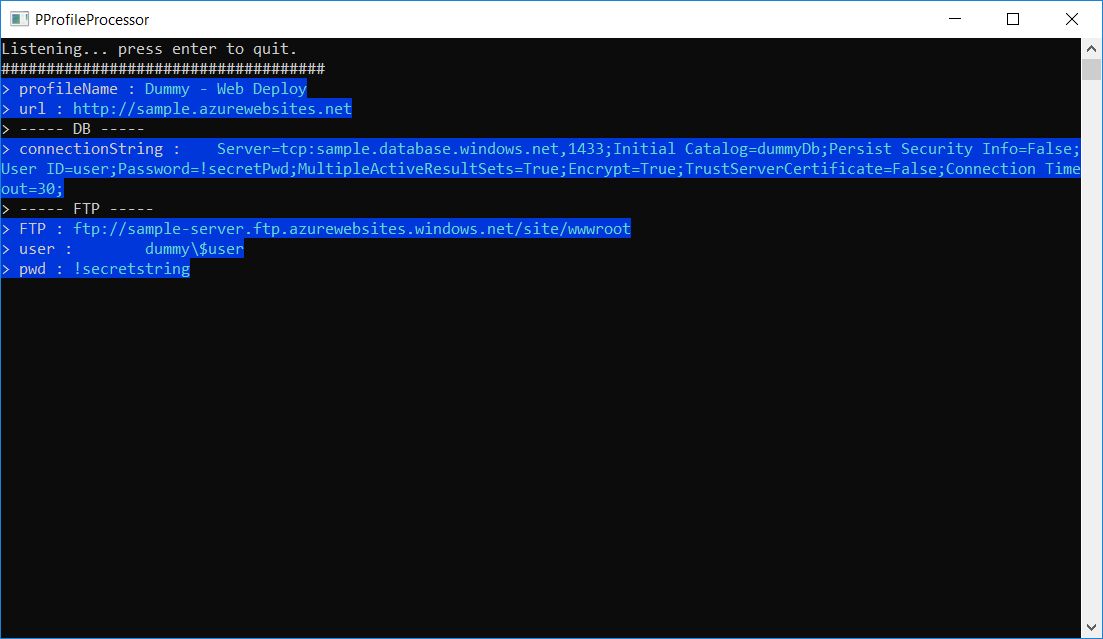 PProfileProcessor
Listening... press enter to quit.
####################################
> profileName : Dummy - Web Deploy
> url : http://sample.azurewebsites.net
> ----- DB -----
> connectionString :    Server=tcp:sample.database.windows.net,1433;Initial Catalog=dummyDb;Persist Security Info=False;
User ID=user;Password=!secretPwd;MultipleActiveResultSets=True;Encrypt=True;TrustServerCertificate=False;Connection Time
out=30;
> ----- FTP -----
> FTP : ftp://sample-server.ftp.azurewebsites.windows.net/site/wwwroot
> user :        dummy\$user
> pwd : !secretstring